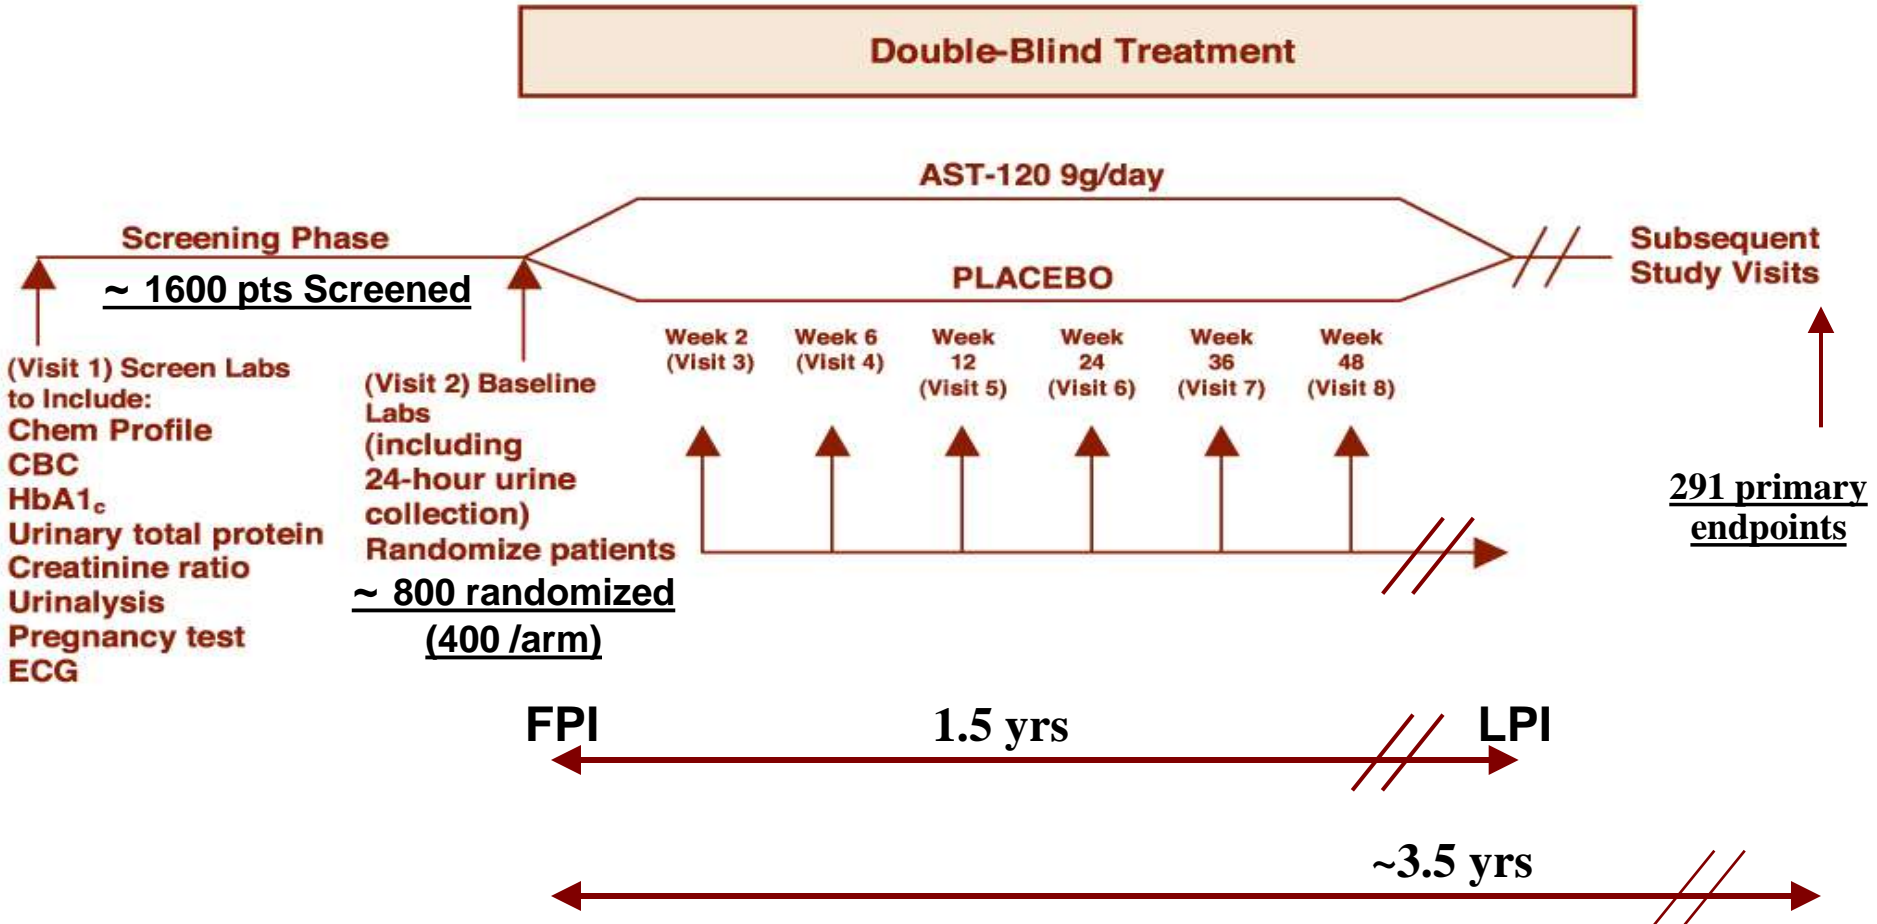 Double-Blind Treatment
AST-120 9g/day
Screening Phase
~ 1600 pts Screened
PLACEBO
Subsequent
Study Visits
(Visit 1) Screen Labs
to Include:
Chem Profile
CBC
HbA1c
Urinary total protein
Creatinine ratio
Urinalysis
Pregnancy test
ECG
(Visit 2) Baseline
Labs
(including
24-hour urine
collection)
Randomize patients
~ 800 randomized
(400 /arm)
Week 2
(Visit 3)
Week 6
(Visit 4)
Week
12
(Visit 5)
Week
24
(Visit 6)
Week
36
(Visit 7)
Week
48
(Visit 8)
291 primary
endpoints
FPI
1.5 yrs
LPI
~3.5 yrs